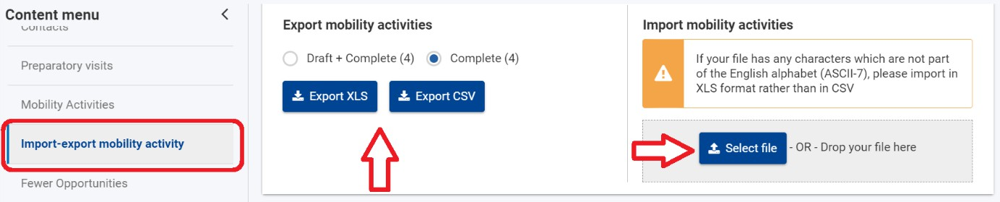 Content menu
Contacts
Preparatory visits
Mobility Activities
Import-export mobility activity
Fewer Opportunities
Export mobility activities
Draft + Complete (4)
Complete (4)
Export XLS
Export CSV
Import mobility activities
If your file has any characters which are not part
of the English alphabet (ASCII-7), please import in
XLS format rather than in CSV
Select file
- OR - Drop your file here